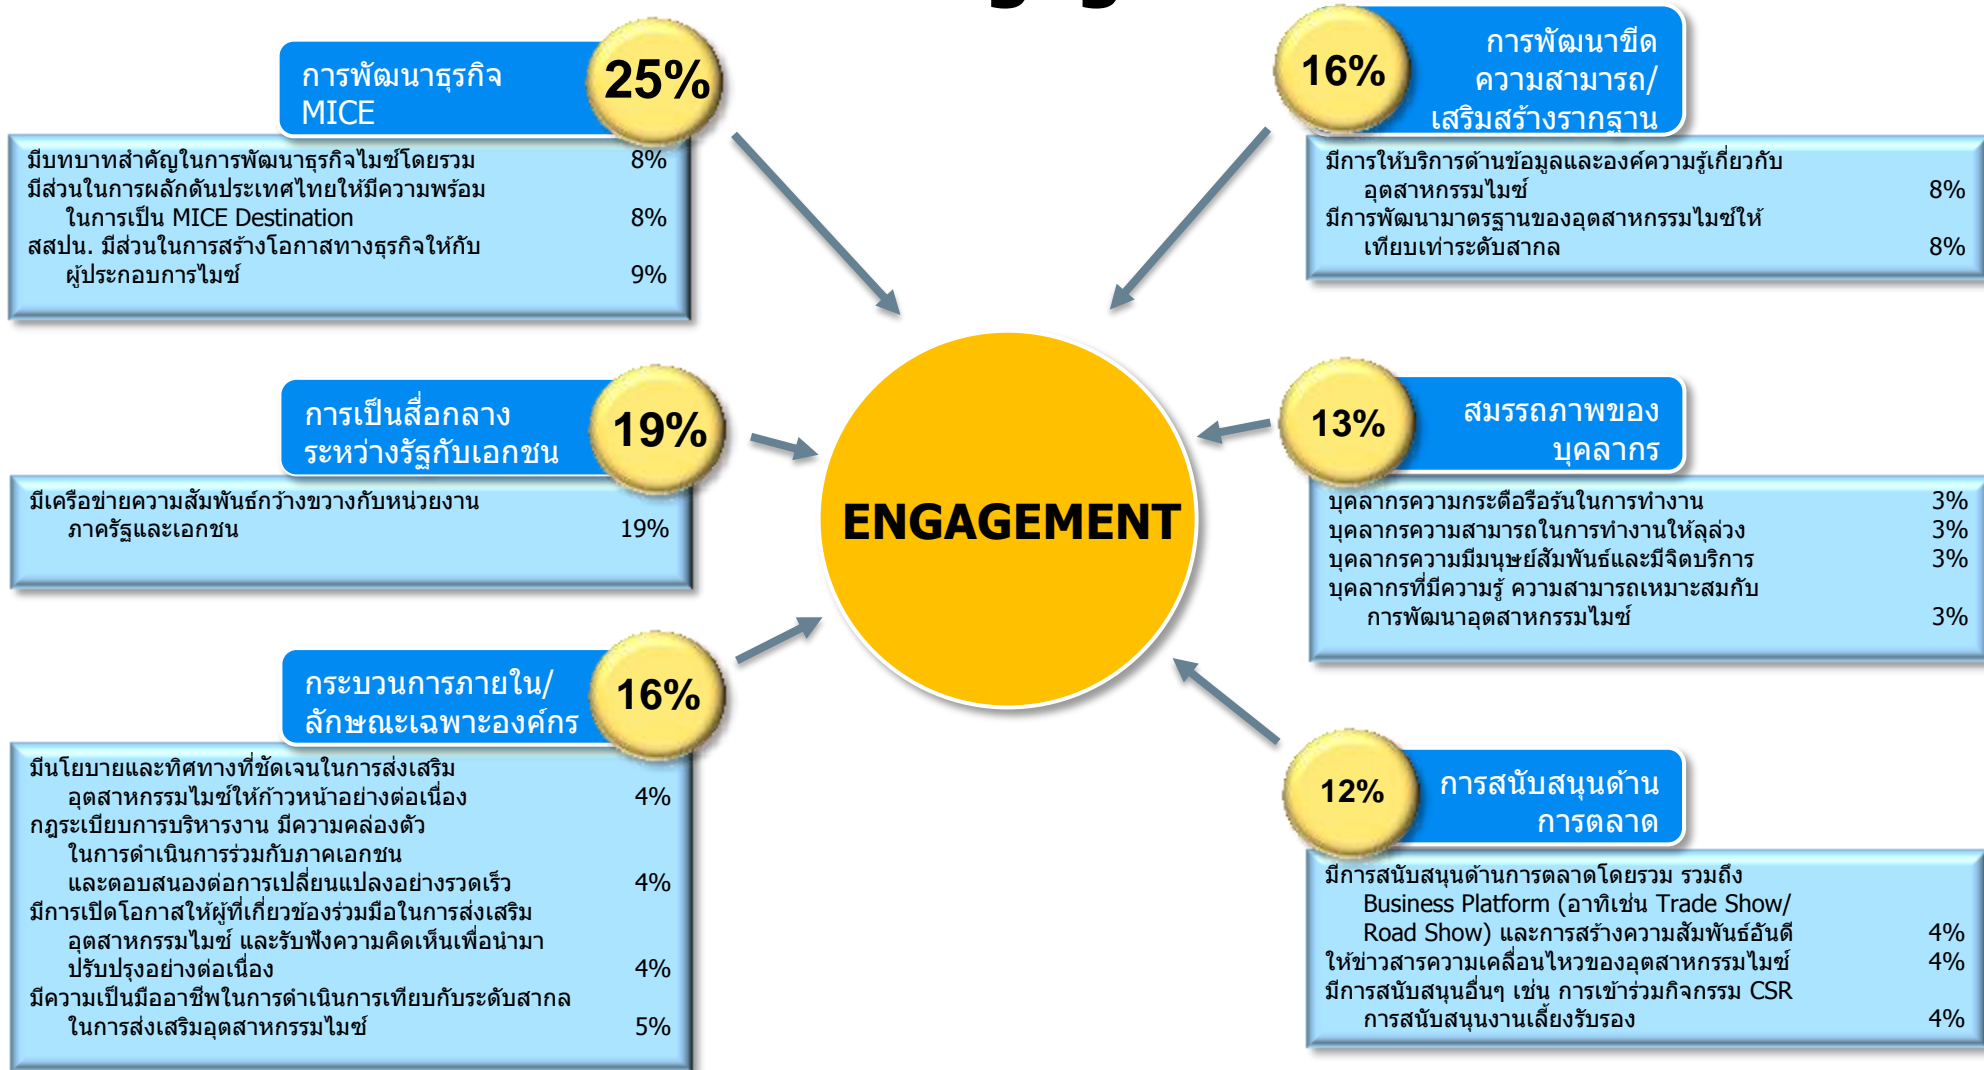 การพัฒนาธุรกิจ
MICE
25%
มีบทบาทสำคัญในการพัฒนาธุรกิจไมซ์โดยรวม 8%
มีส่วนในการผลักดันประเทศไทยให้มีความพร้อม
ในการเป็น MICE Destination 8%
สสปน. มีส่วนในการสร้างโอกาสทางธุรกิจให้กับ
ผู้ประกอบการไมซ์ 9%
การเป็นสื่อกลาง
ระหว่างรัฐกับเอกชน
19%
มีเครือข่ายความสัมพันธ์กว้างขวางกับหน่วยงาน
ภาครัฐและเอกชน 19%
กระบวนการภายใน/
ลักษณะเฉพาะองค์กร
16%
มีนโยบายและทิศทางที่ชัดเจนในการส่งเสริม
อุตสาหกรรมไมซ์ให้ก้าวหน้าอย่างต่อเนื่อง 4%
กฎระเบียบการบริหารงาน มีความคล่องตัว
ในการดำเนินการร่วมกับภาคเอกชน
และตอบสนองต่อการเปลี่ยนแปลงอย่างรวดเร็ว 4%
มีการเปิดโอกาสให้ผู้ที่เกี่ยวข้องร่วมมือในการส่งเสริม
อุตสาหกรรมไมซ์ และรับฟังความคิดเห็นเพื่อนำมา
ปรับปรุงอย่างต่อเนื่อง 4%
มีความเป็นมืออาชีพในการดำเนินการเทียบกับระดับสากล
ในการส่งเสริมอุตสาหกรรมไมซ์ 5%
ENGAGEMENT
16%
การพัฒนาขีด
ความสามารถ/
เสริมสร้างรากฐาน
มีการให้บริการด้านข้อมูลและองค์ความรู้เกี่ยวกับ
อุตสาหกรรมไมซ์ 8%
มีการพัฒนามาตรฐานของอุตสาหกรรมไมซ์ให้
เทียบเท่าระดับสากล 8%
13%
สมรรถภาพของ
บุคลากร
บุคลากรความกระตือรือร้นในการทำงาน 3%
บุคลากรความสามารถในการทำงานให้ลุล่วง 3%
บุคลากรความมีมนุษย์สัมพันธ์และมีจิตบริการ 3%
บุคลากรที่มีความรู้ ความสามารถเหมาะสมกับ
การพัฒนาอุตสาหกรรมไมซ์ 3%
12%
การสนับสนุนด้าน
การตลาด
มีการสนับสนุนด้านการตลาดโดยรวม รวมถึง
Business Platform (อาทิเช่น Trade Show/
Road Show) และการสร้างความสัมพันธ์อันดี 4%
ให้ข่าวสารความเคลื่อนไหวของอุตสาหกรรมไมซ์ 4%
มีการสนับสนุนอื่นๆ เช่น การเข้าร่วมกิจกรรม CSR
การสนับสนุนงานเลี้ยงรับรอง 4%